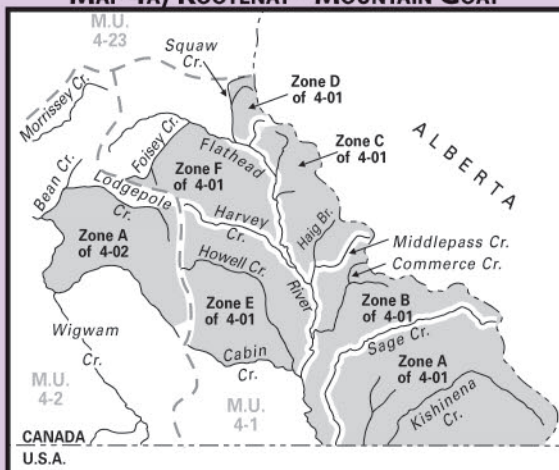 MAP 4A, KOOTENAY - MOUNTAIN GOAT
M.U.
4-23
Squaw
Cr.
Zone D
of 4-01
Morrissey Cr.
Foisey Cr.
Zone C
of 4-01
ALBERTA
Flathead
Bean Cr.
Zone F
of 4-01
Lodgepole
Cr.
Harvey
Cr.
Haig Br.
Middlepass Cr.
Zone A
of 4-02
Howell Cr.
Commerce Cr.
River
Zone E
of 4-01
Zone B
of 4-01
Wigwam
Cr.
Sage Cr.
Cabin
Cr.
Zone A
of 4-01
M.U.
4-2
M.U.
4-1
Kishinena
Cr.
CANADA
U.S.A.